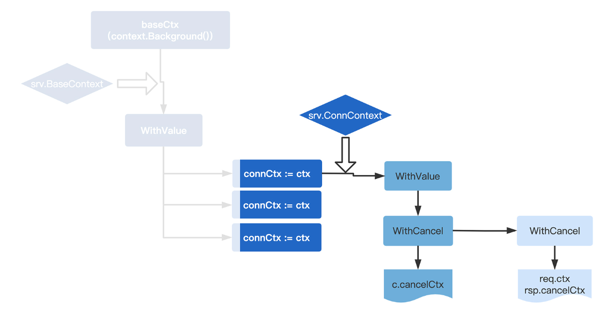 baseCtx
(context.Background())
srv.BaseContext
WithValue
srv.ConnContext
connCtx := ctx
connCtx := ctx
connCtx := ctx
WithValue
WithCancel
WithCancel
c.cancelCtx
req.ctx
rsp.cancelCtx